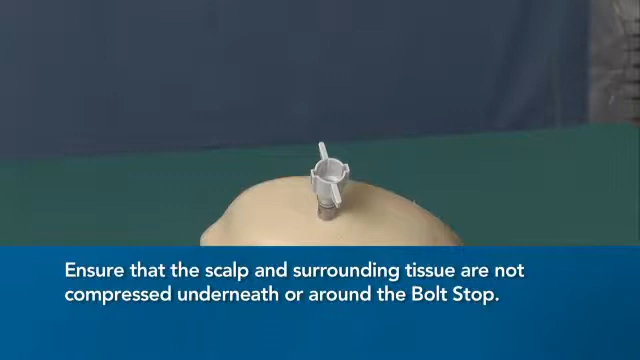 Ensure that the scalp and surrounding tissue are not
compressed underneath or around the Bolt Stop.